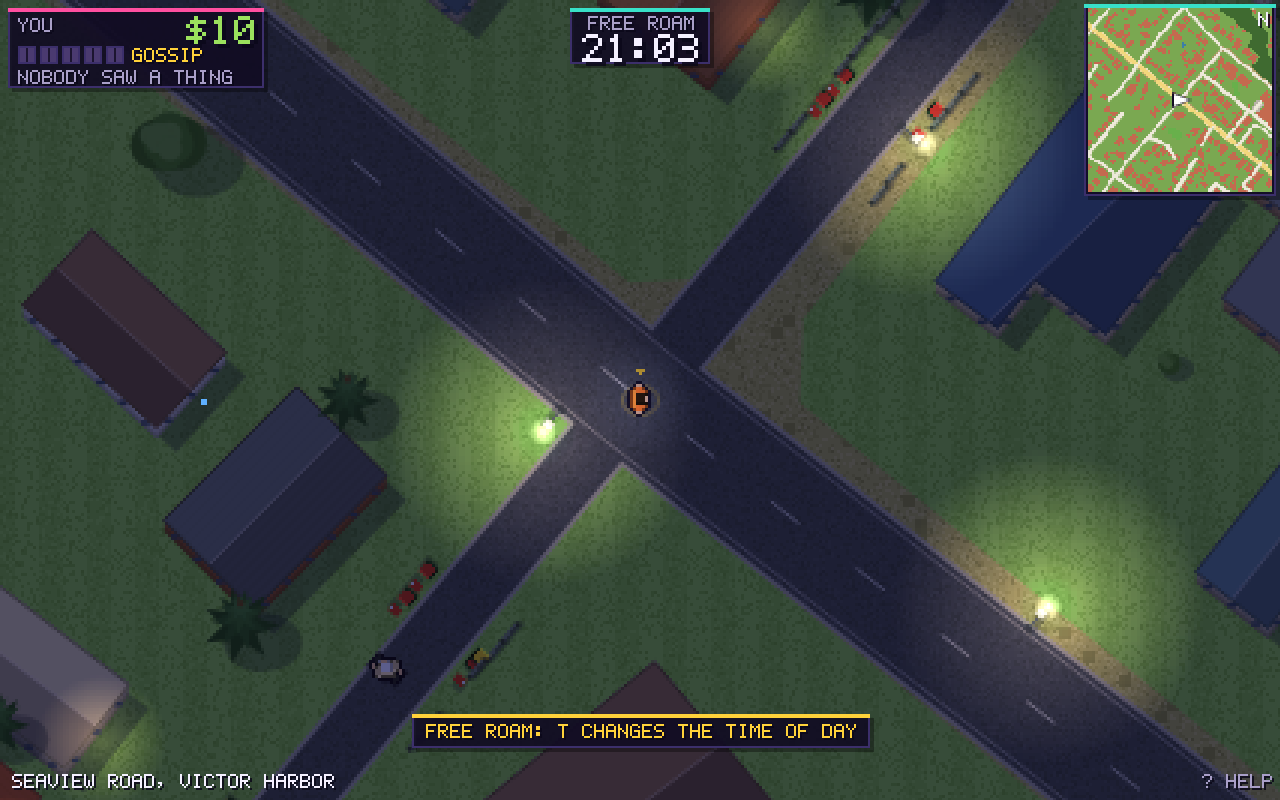 YOU
$10
GOSSIP
NOBODY SAW A THING
FREE ROAM
21:03
N
FREE ROAM: T CHANGES THE TIME OF DAY
SEAVIEW ROAD, VICTOR HARBOR
? HELP